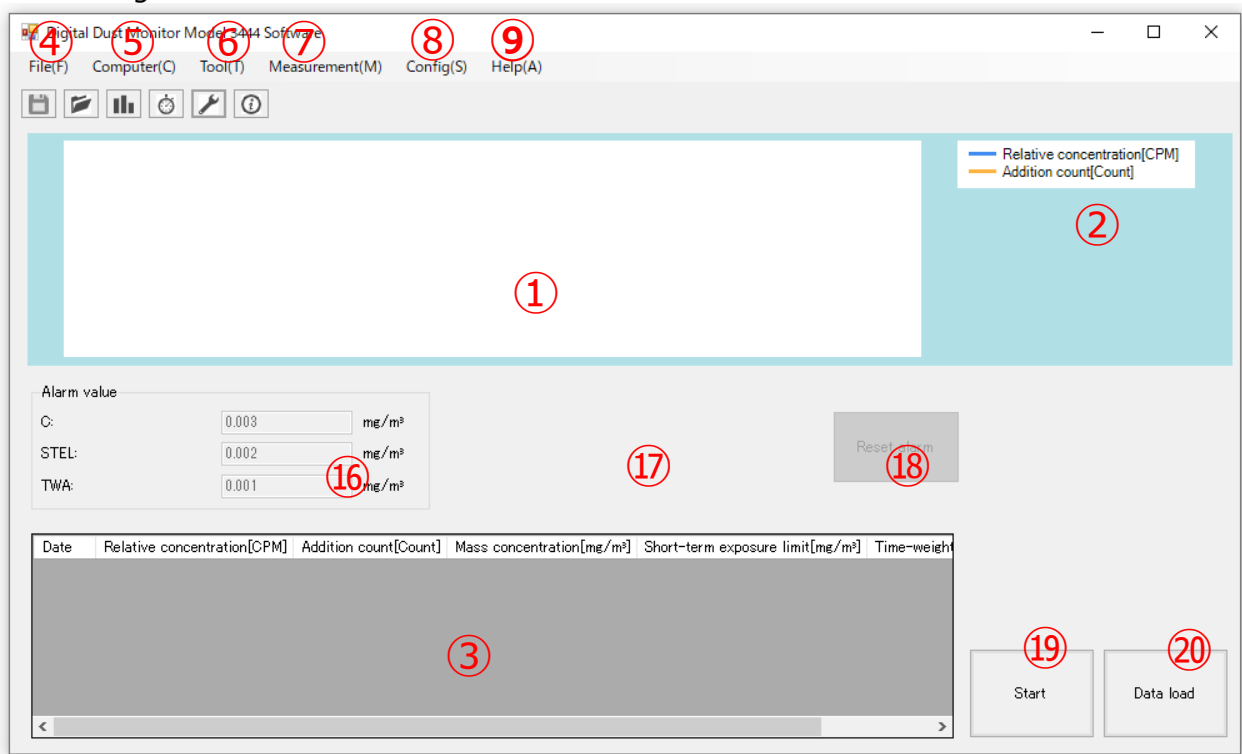 Digital Dust Monitor Model 3444 Software
④ ⑤ ⑥ ⑦ ⑧ ⑨
File(F) Computer(C) Tool(T) Measurement(M) Config(S) Help(A)
Relative concentration[CPM]
Addition count[Count]
②
①
Alarm value
C: 0.003 mg/m³
STEL: 0.002 mg/m³
TWA: 0.001 mg/m³
⑯
⑰
Reset alarm
⑱
Date Relative concentration[CPM] Addition count[Count] Mass concentration[mg/m³] Short-term exposure limit[mg/m³] Time-weight
③
⑲ ⑳
Start Data load